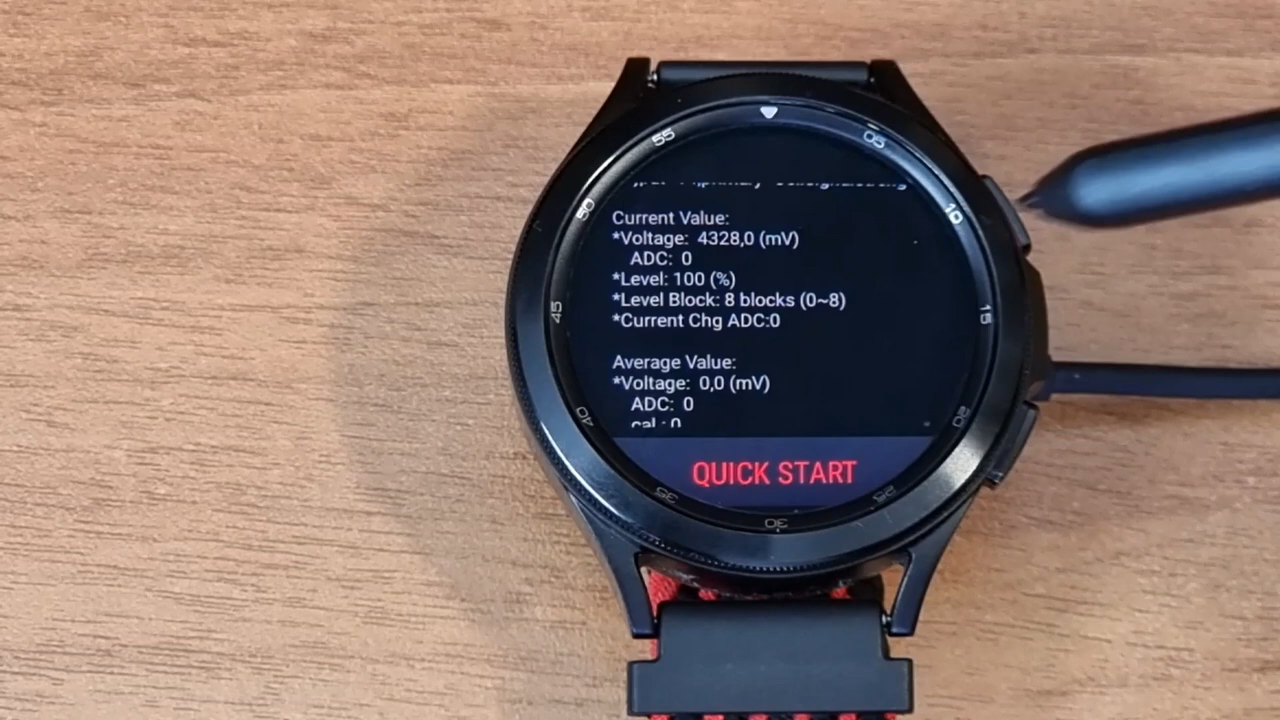 Current Value:
*Voltage: 4328,0 (mV)
ADC: 0
*Level: 100 (%)
*Level Block: 8 blocks (0~8)
*Current Chg ADC:0
Average Value:
*Voltage: 0,0 (mV)
ADC: 0
cal.: 0
QUICK START
05
10
15
20
25
30
35
40
45
50
55